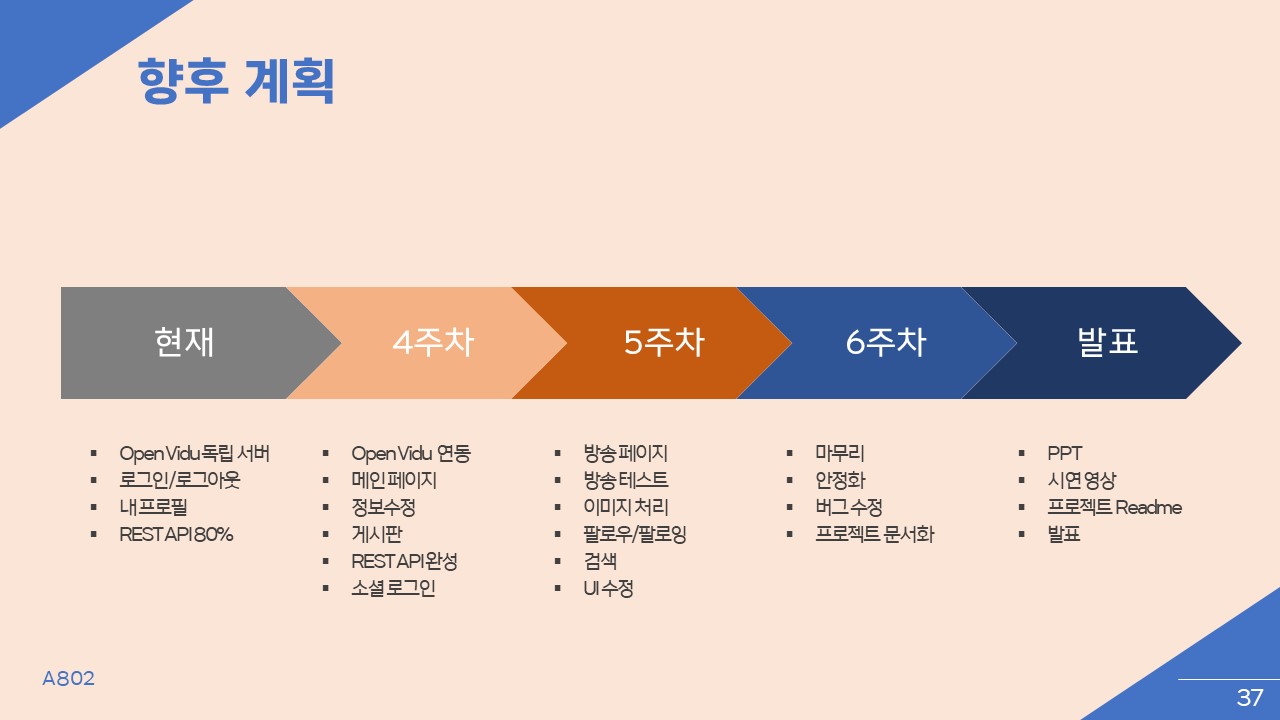 향후 계획
현재
4주차
5주차
6주차
발표
▪ OpenVidu 독립 서버
▪ 로그인/로그아웃
▪ 내 프로필
▪ REST API 80%
▪ OpenVidu 연동
▪ 메인 페이지
▪ 정보수정
▪ 게시판
▪ REST API 완성
▪ 소셜 로그인
▪ 방송 페이지
▪ 방송 테스트
▪ 이미지 처리
▪ 팔로우/팔로잉
▪ 검색
▪ UI 수정
▪ 마무리
▪ 안정화
▪ 버그 수정
▪ 프로젝트 문서화
▪ PPT
▪ 시연 영상
▪ 프로젝트 Readme
▪ 발표
A802
37